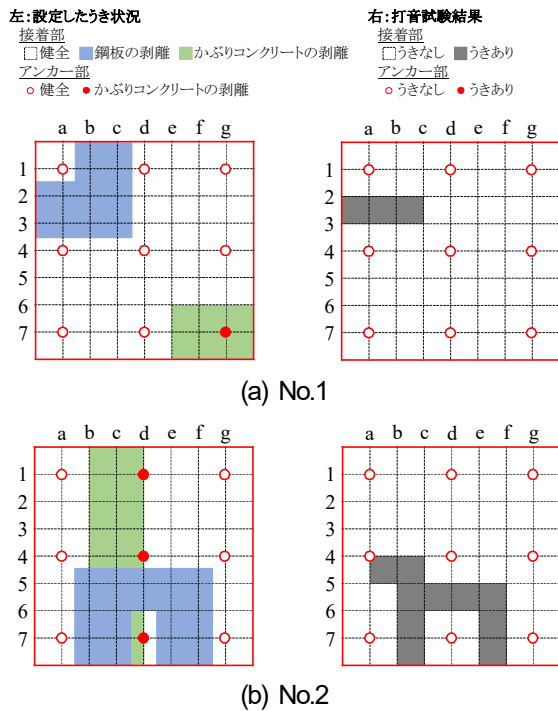 左:設定したうき状況
接着部
健全 鋼板の剥離 かぶりコンクリートの剥離
アンカー部
健全 かぶりコンクリートの剥離
右:打音試験結果
接着部
うきなし うきあり
アンカー部
うきなし うきあり
a b c d e f g
1
2
3
4
5
6
7
a b c d e f g
1
2
3
4
5
6
7
(a) No.1
a b c d e f g
1
2
3
4
5
6
7
a b c d e f g
1
2
3
4
5
6
7
(b) No.2